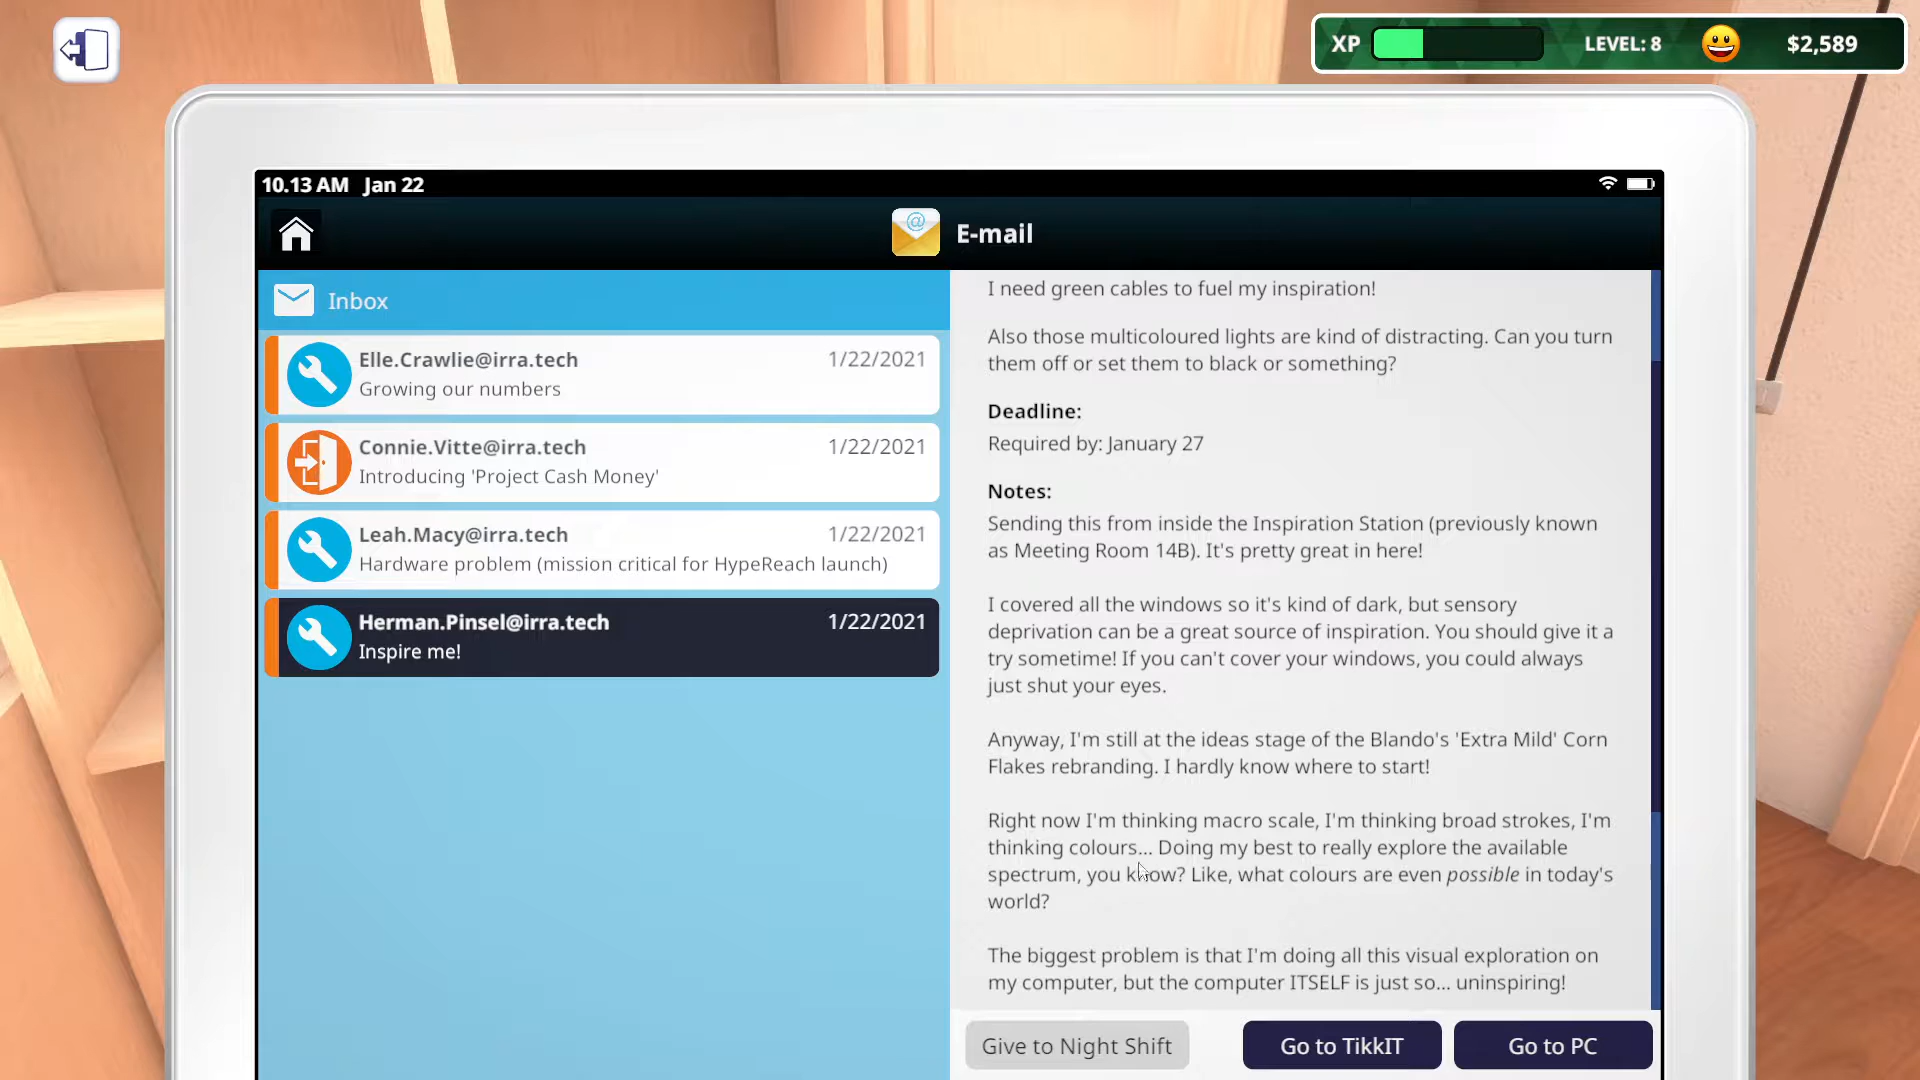 XP
LEVEL: 8
$2,589
10.13 AM Jan 22
@
E-mail
Inbox
Elle.Crawlie@irra.tech
1/22/2021
Growing our numbers
Connie.Vitte@irra.tech
1/22/2021
Introducing 'Project Cash Money'
Leah.Macy@irra.tech
1/22/2021
Hardware problem (mission critical for HypeReach launch)
Herman.Pinsel@irra.tech
1/22/2021
Inspire me!
I need green cables to fuel my inspiration!
Also those multicoloured lights are kind of distracting. Can you turn
them off or set them to black or something?
Deadline:
Required by: January 27
Notes:
Sending this from inside the Inspiration Station (previously known
as Meeting Room 14B). It's pretty great in here!
I covered all the windows so it's kind of dark, but sensory
deprivation can be a great source of inspiration. You should give it a
try sometime! If you can't cover your windows, you could always
just shut your eyes.
Anyway, I'm still at the ideas stage of the Blando's 'Extra Mild' Corn
Flakes rebranding. I hardly know where to start!
Right now I'm thinking macro scale, I'm thinking broad strokes, I'm
thinking colours... Doing my best to really explore the available
spectrum, you know? Like, what colours are even possible in today's
world?
The biggest problem is that I'm doing all this visual exploration on
my computer, but the computer ITSELF is just so... uninspiring!
Give to Night Shift
Go to TikkIT
Go to PC